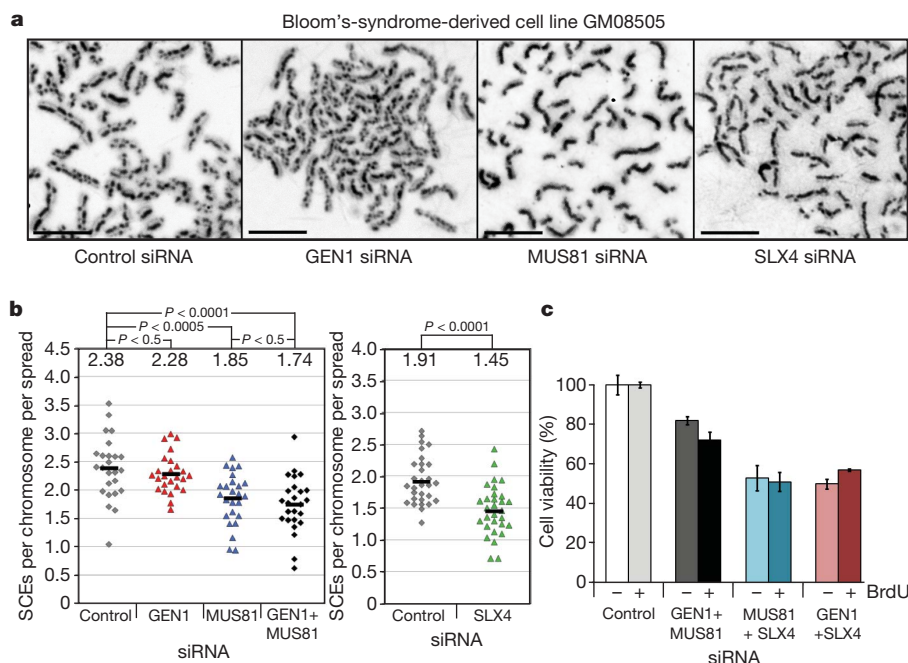 a
Bloom's-syndrome-derived cell line GM08505
Control siRNA
GEN1 siRNA
MUS81 siRNA
SLX4 siRNA
b
P < 0.0001
P < 0.0005
P < 0.5
P < 0.5
SCEs per chromosome per spread
4.5
4.0
3.5
3.0
2.5
2.0
1.5
1.0
0.5
0
2.38
2.28
1.85
1.74
Control
GEN1
MUS81
GEN1+
MUS81
siRNA
P < 0.0001
SCEs per chromosome per spread
4.0
3.5
3.0
2.5
2.0
1.5
1.0
0.5
0
1.91
1.45
Control
SLX4
siRNA
c
Cell viability (%)
100
80
60
40
20
0
– + – + – + – + BrdU
Control
GEN1+
MUS81
MUS81
+ SLX4
GEN1
+SLX4
siRNA